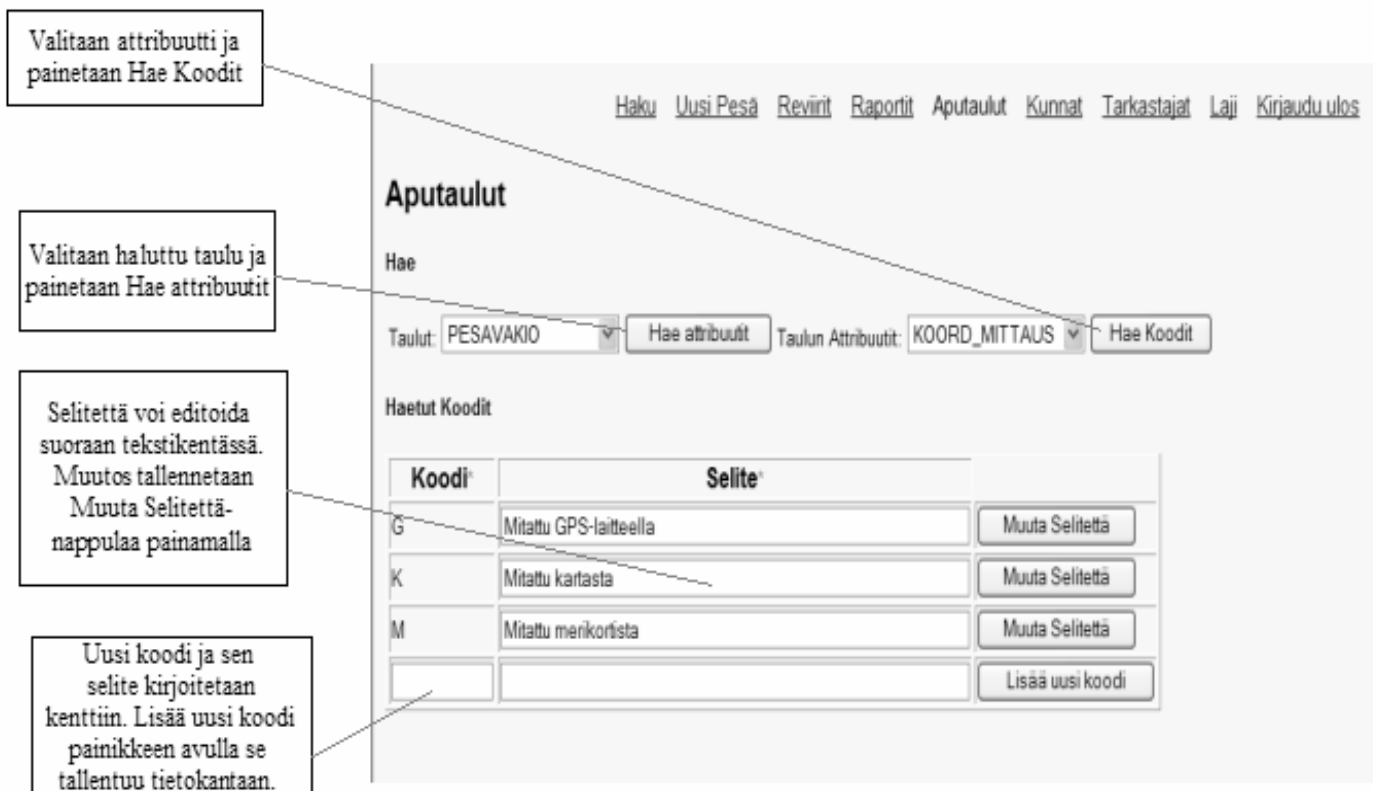 Valitaan attribuutti ja
painetaan Hae Koodit
Haku Uusi Pesä Reviirit Raportit Aputaulut Kunnat Tarkastajat Laji Kirjaudu ulos
Aputaulut
Valitaan haluttu taulu ja
painetaan Hae attribuutit
Hae
Taulut: PESAVAKIO Hae attribuutit Taulun Attribuutit: KOORD_MITTAUS Hae Koodit
Selitettä voi editoida
suoraan tekstikentässä.
Muutos tallennetaan
Muuta Selitettä-
nappulaa painamalla
Haetut Koodit
Koodi* Selite*
G Mitattu GPS-laitteella Muuta Selitettä
K Mitattu kartasta Muuta Selitettä
M Mitattu merikortista Muuta Selitettä
Lisää uusi koodi
Uusi koodi ja sen
selite kirjoitetaan
kenttiin. Lisää uusi koodi
painikkeen avulla se
tallentuu tietokantaan.